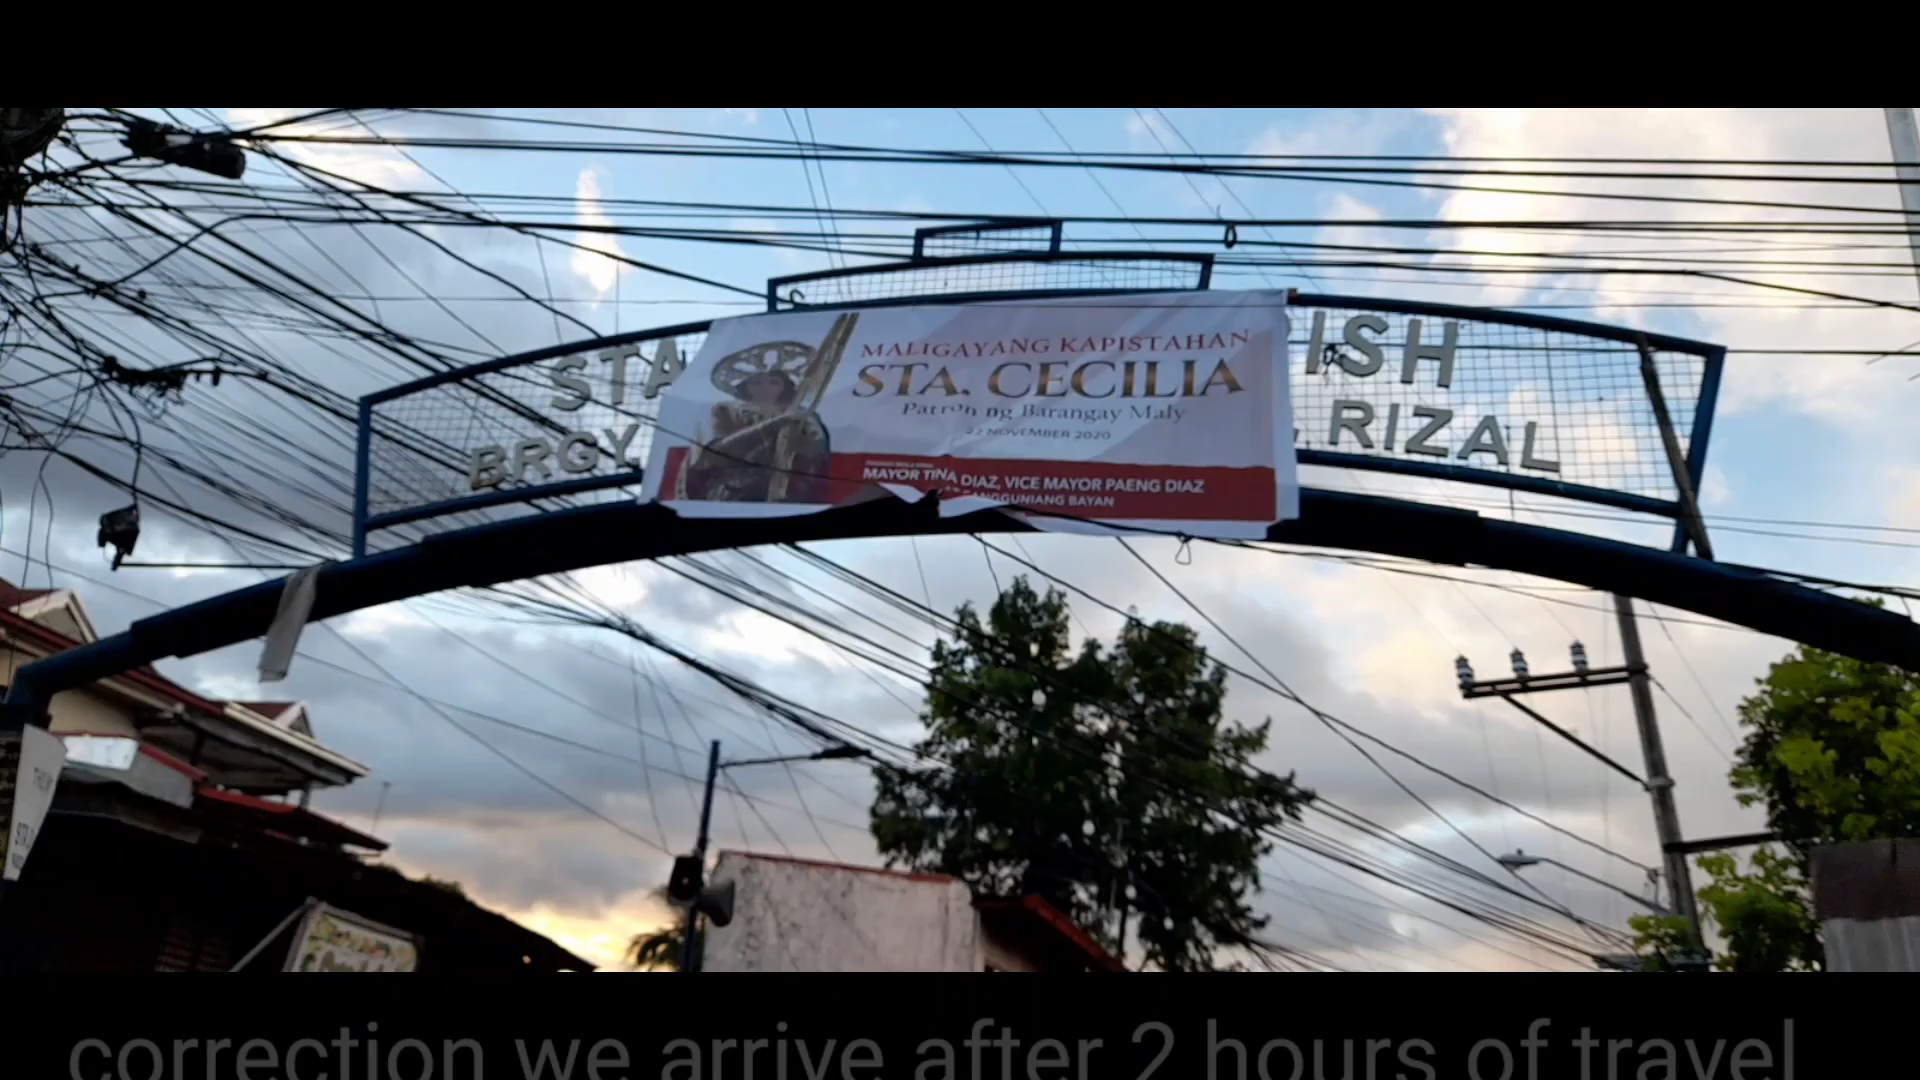 STA
ISH
BRGY
RIZAL
MALIGAYANG KAPISTAHAN
STA. CECILIA
Patron ng Barangay Maly
22 NOVEMBER 2020
MAYOR TINA DIAZ, VICE MAYOR PAENG DIAZ
SANGGUNIANG BAYAN
correction we arrive after 2 hours of travel